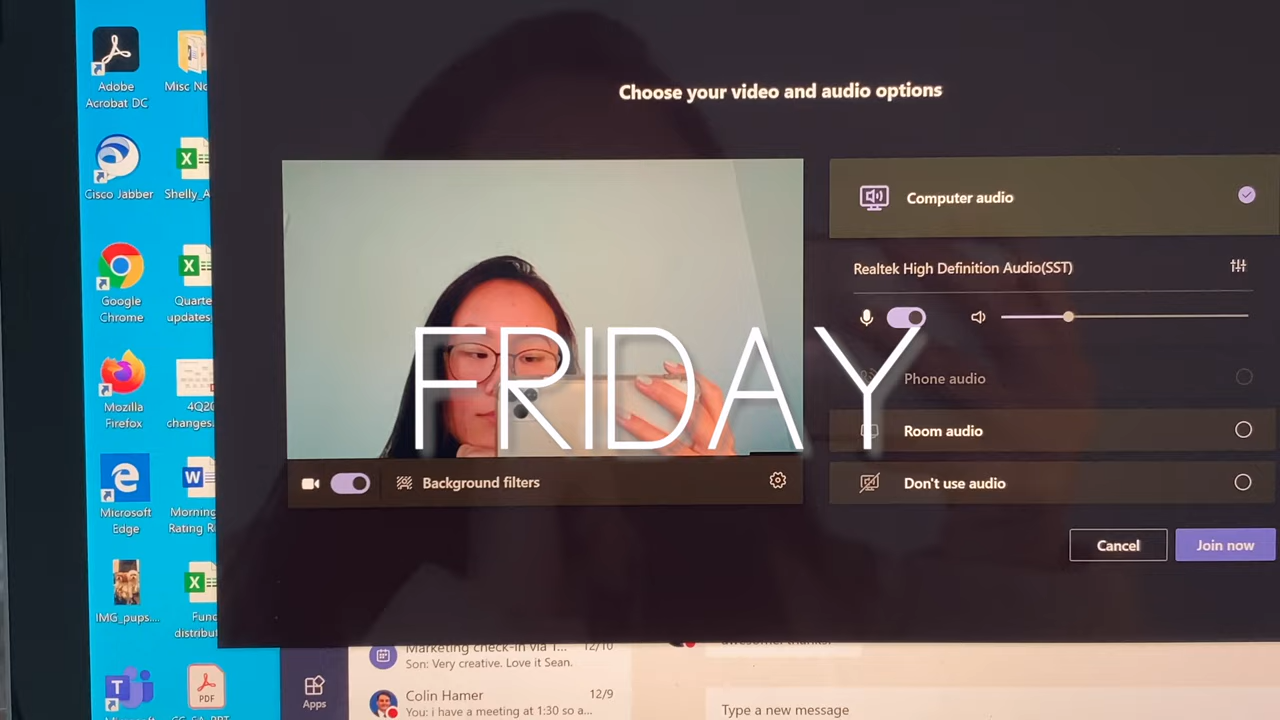 Adobe
Acrobat DC
Misc No
Cisco Jabber
Shelly_A
Google
Chrome
Quarte
updates
Mozilla
Firefox
4Q20
changes.
Microsoft
Edge
Morning
Rating R
IMG_pups....
Fund
distribut
PDF
Choose your video and audio options
Computer audio
Realtek High Definition Audio(SST)
FRIDAY
Phone audio
Room audio
Don't use audio
Background filters
Cancel
Join now
Marketing check-in via T... 12/10
Son: Very creative. Love it Sean.
Colin Hamer 12/9
You: i have a meeting at 1:30 so a...
Apps
Type a new message